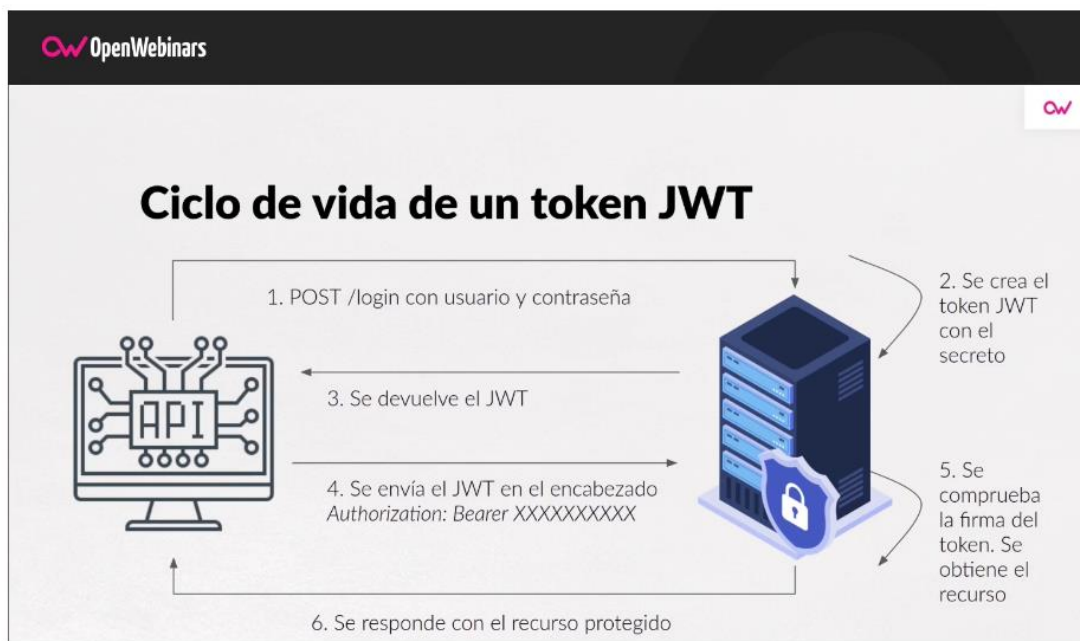 OW OpenWebinars
OW
Ciclo de vida de un token JWT
1. POST /login con usuario y contraseña
2. Se crea el
token JWT
con el
secreto
3. Se devuelve el JWT
API
4. Se envía el JWT en el encabezado
Authorization: Bearer XXXXXXXXXX
5. Se
comprueba
la firma del
token. Se
obtiene el
recurso
6. Se responde con el recurso protegido